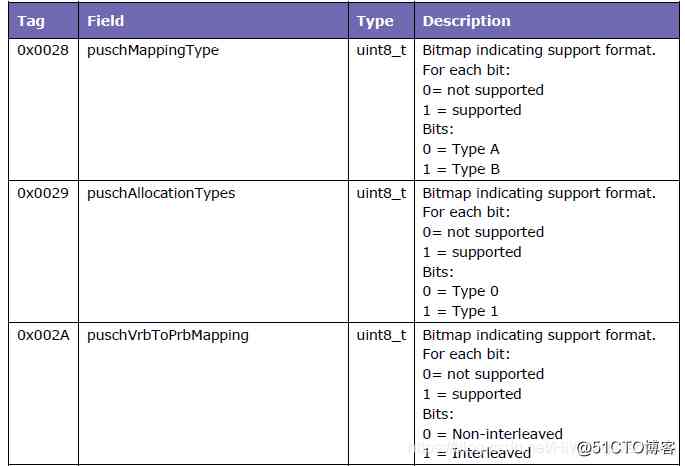 Tag Field Type Description
0x0028 puschMappingType uint8_t Bitmap indicating support format.
For each bit:
0= not supported
1 = supported
Bits:
0 = Type A
1 = Type B
0x0029 puschAllocationTypes uint8_t Bitmap indicating support format.
For each bit:
0= not supported
1 = supported
Bits:
0 = Type 0
1 = Type 1
0x002A puschVrbToPrbMapping uint8_t Bitmap indicating support format.
For each bit:
0= not supported
1 = supported
Bits:
0 = Non-interleaved
1 = Interleaved
@51CTO博客